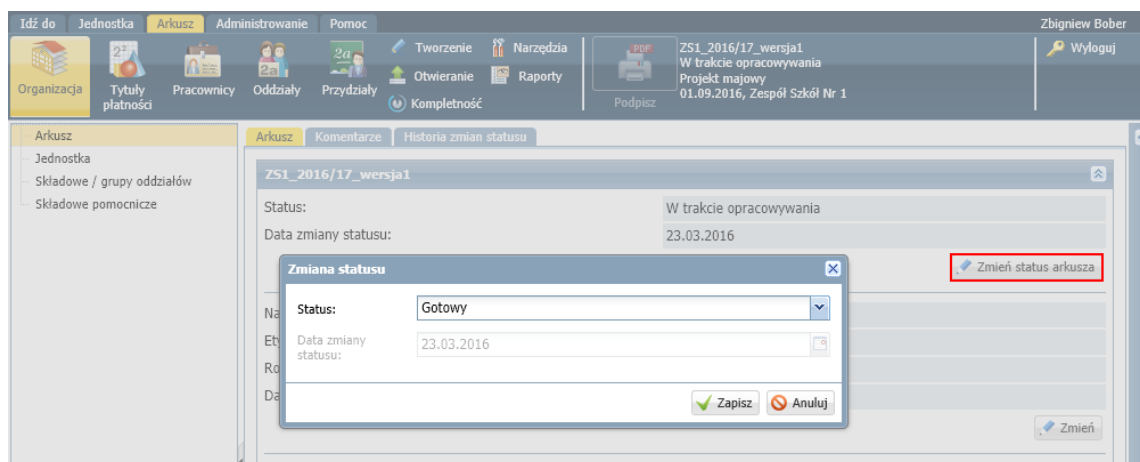 Idź do Jednostka Arkusz Administrowanie Pomoc Zbigniew Bober
Organizacja
Tytuły
płatności
Pracownicy
Oddziały
Przydziały
Tworzenie Narzędzia
Otwieranie Raporty
Kompletność
PDF
Podpisz
ZS1_2016/17_wersja1
W trakcie opracowywania
Projekt majowy
01.09.2016, Zespół Szkół Nr 1
Wyloguj
Arkusz
Jednostka
Składowe / grupy oddziałów
Składowe pomocnicze
Arkusz Komentarze Historia zmian statusu
ZS1_2016/17_wersja1
Status: W trakcie opracowywania
Data zmiany statusu: 23.03.2016
Zmień status arkusza
Zmiana statusu
Status: Gotowy
Data zmiany
statusu:
23.03.2016
Zapisz Anuluj
Zmień